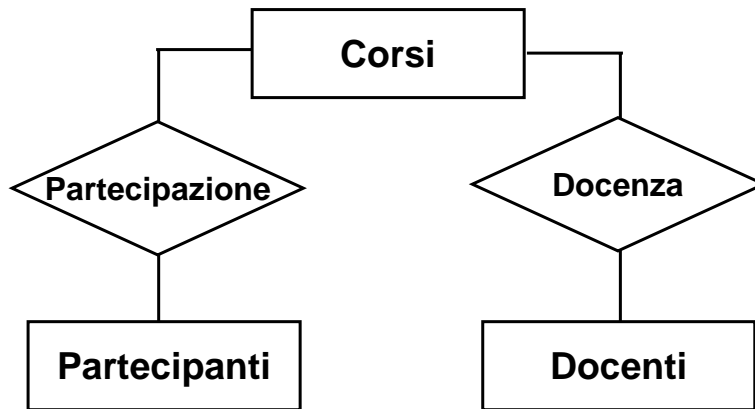 Corsi
Partecipazione
Docenza
Partecipanti
Docenti